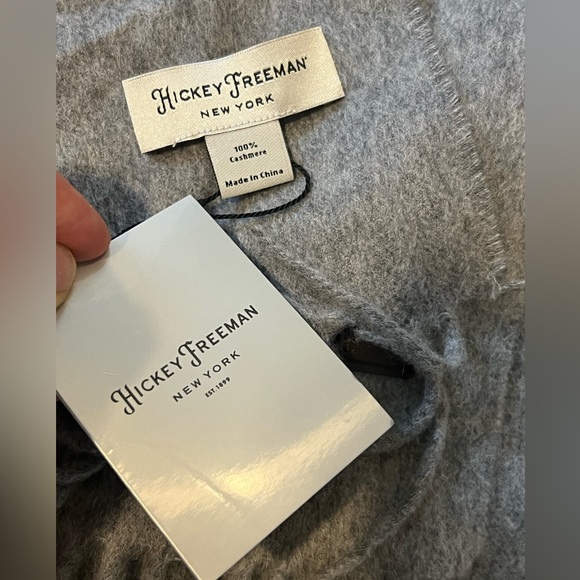 HICKEY FREEMAN®
NEW YORK
100%
Cashmere
Made in China
HICKEY FREEMAN
NEW YORK
EST. 1899